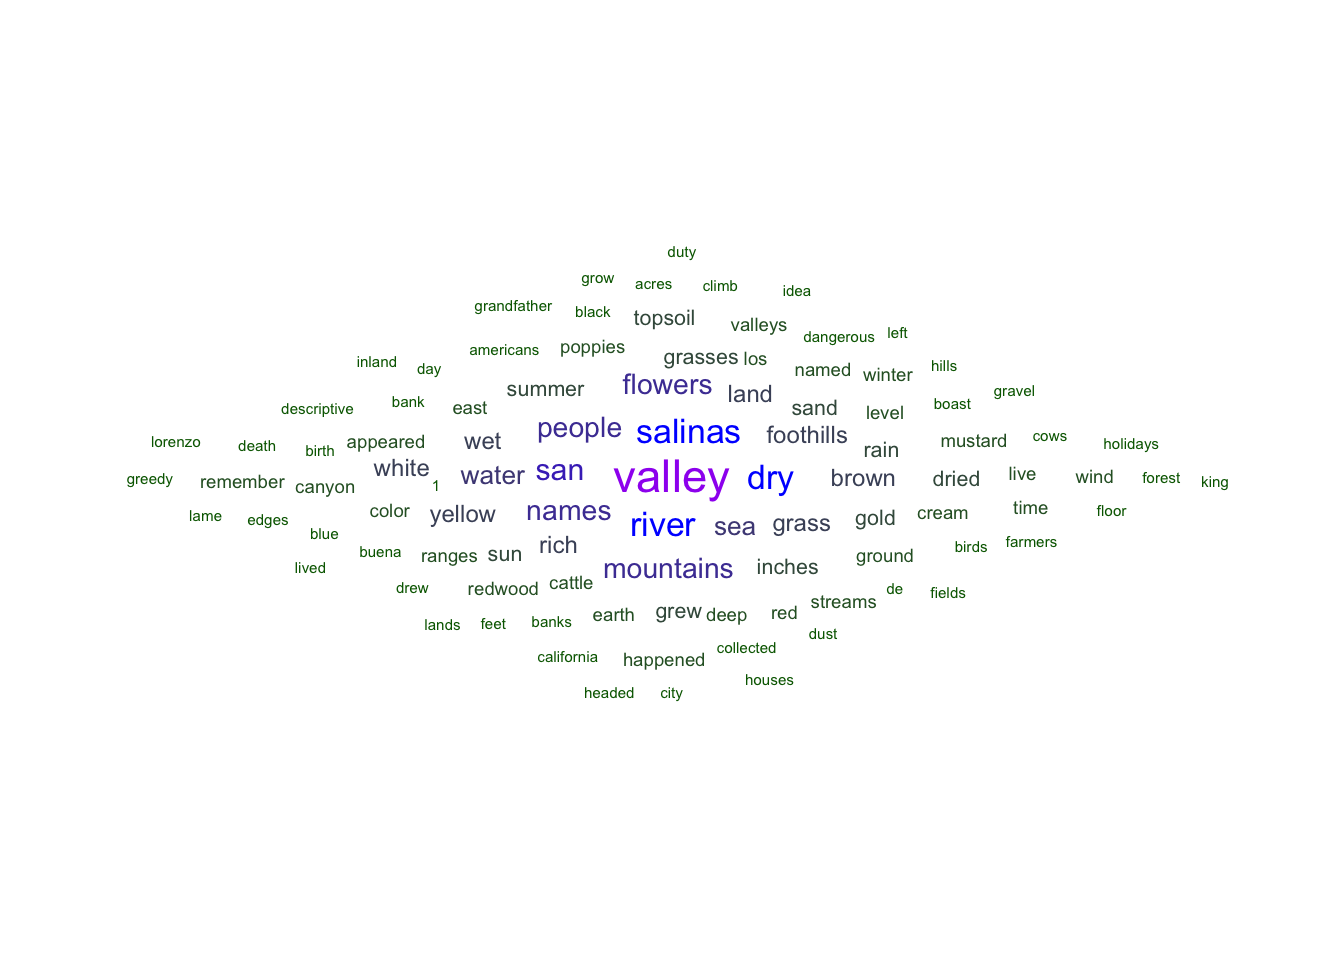 duty
grow acres climb idea
grandfather black topsoil valleys dangerous left
americans poppies grasses los named winter hills
inland day summer flowers land sand level boast gravel
descriptive bank east people salinas foothills rain mustard cows holidays
lorenzo death birth appeared wet
white water san valley dry brown dried live wind forest king
greedy remember canyon 1
lame edges color yellow names river sea grass gold cream time floor
blue buena ranges sun rich mountains inches ground birds farmers
lived drew redwood cattle earth grew deep red streams de fields
lands feet banks dust
california happened collected
headed city houses